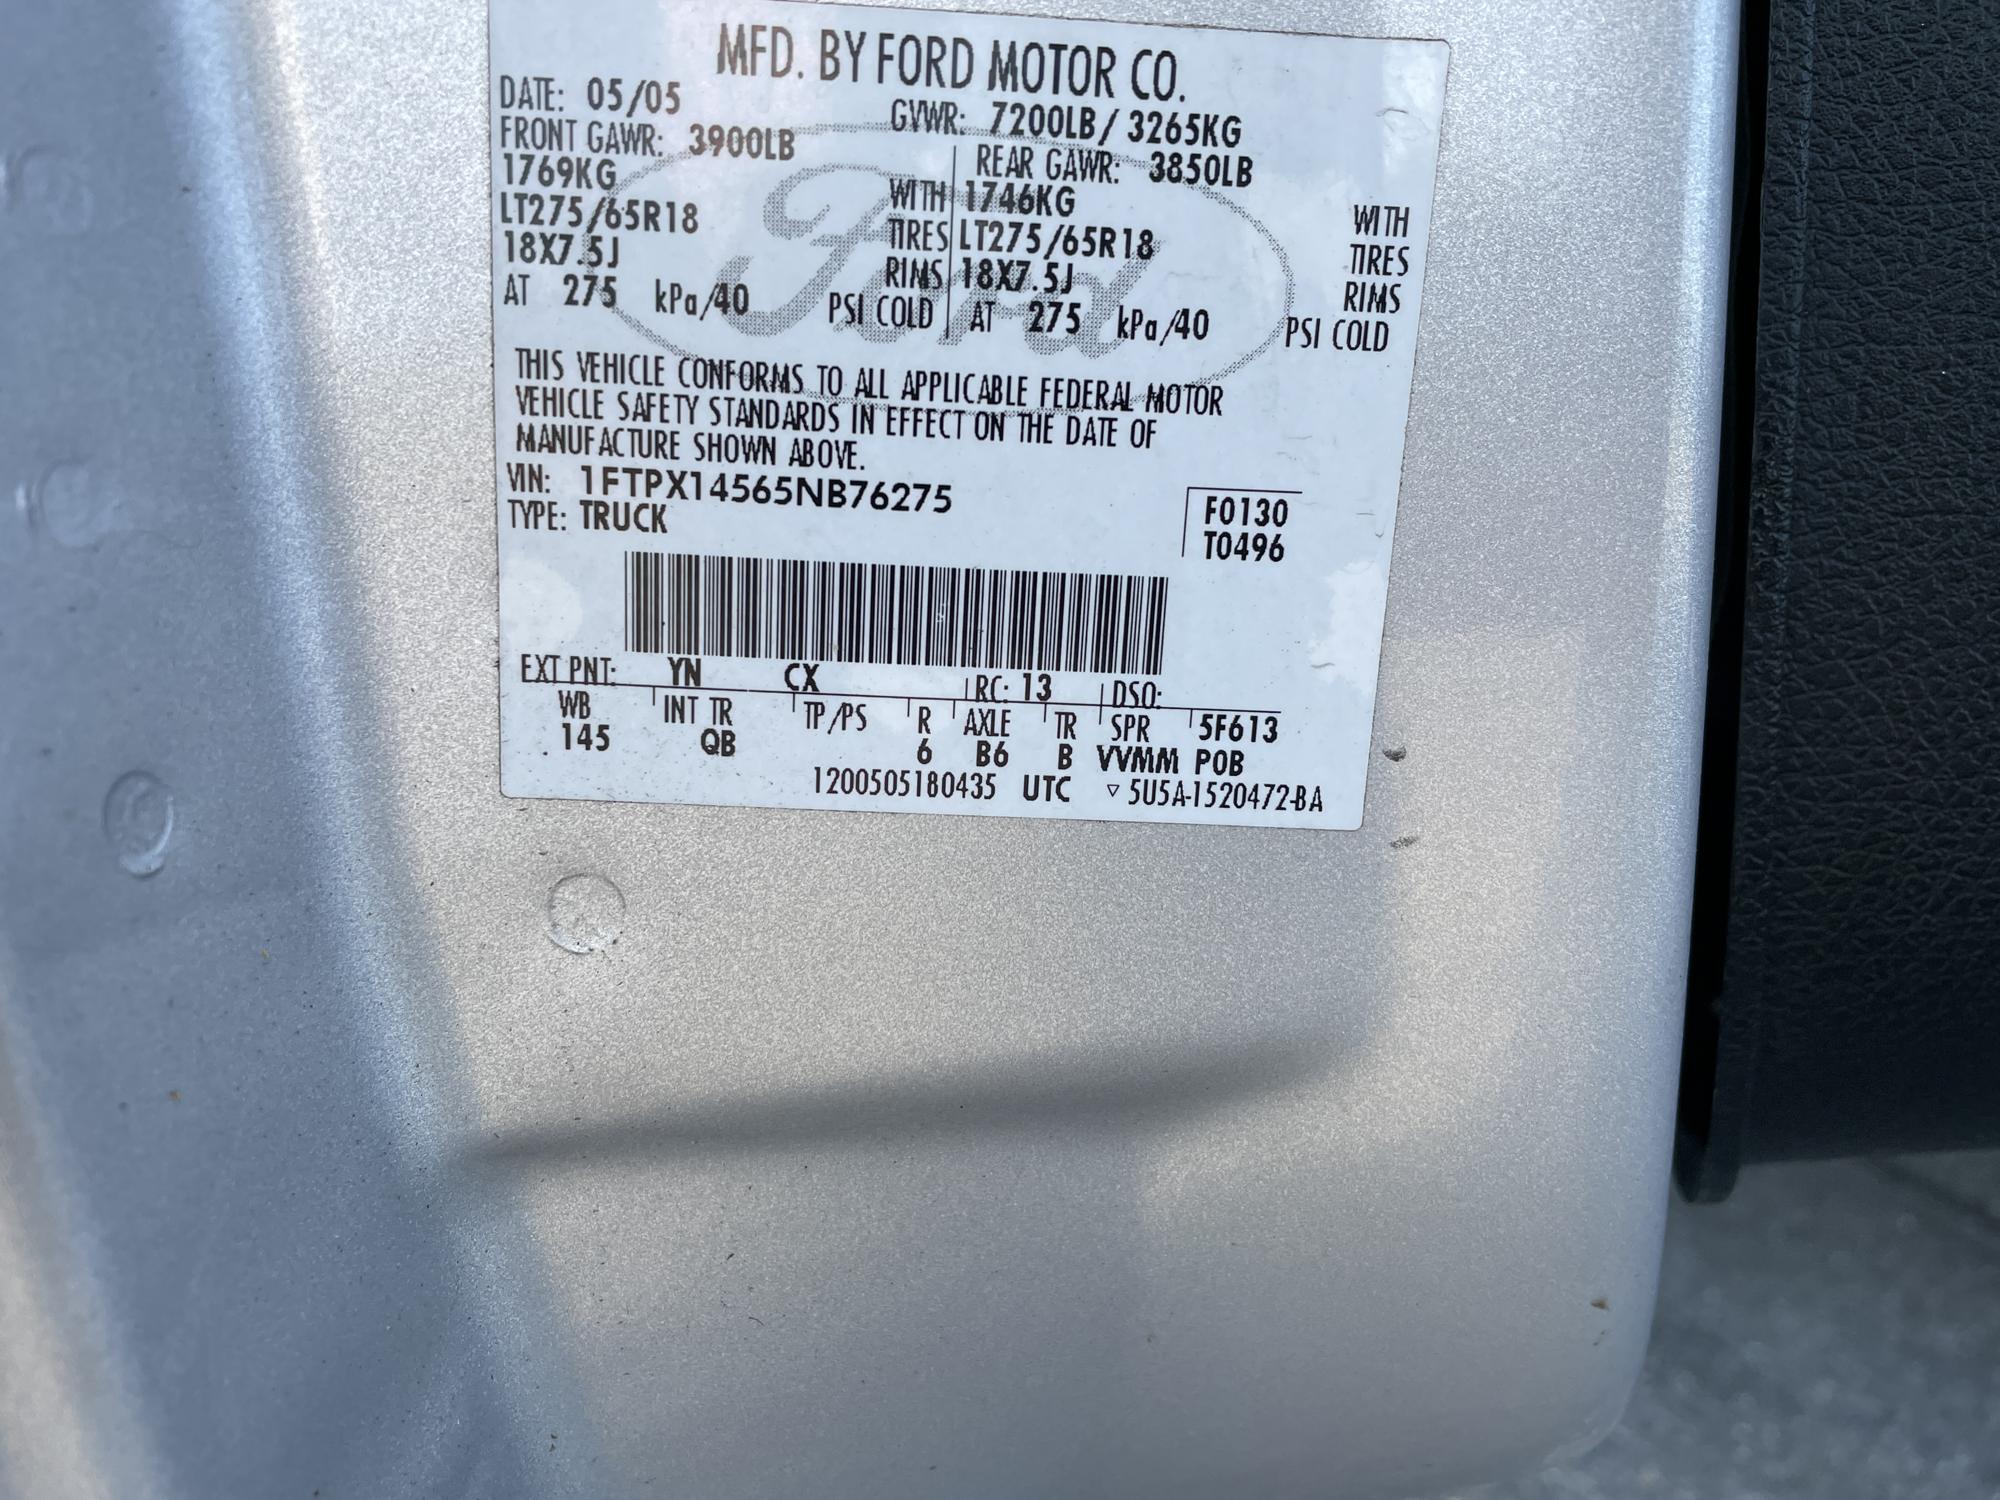 MFD. BY FORD MOTOR CO.
DATE: 05/05 GVWR: 7200LB/ 3265KG
FRONT GAWR: 3900LB REAR GAWR: 3850LB
1769KG WITH 1746KG WITH
LT275/65R18 TIRES LT275/65R18 TIRES
18X7.5J RIMS 18X7.5J RIMS
AT 275 kPa/40 PSI COLD AT 275 kPa/40 PSI COLD
Ford
THIS VEHICLE CONFORMS TO ALL APPLICABLE FEDERAL MOTOR
VEHICLE SAFETY STANDARDS IN EFFECT ON THE DATE OF
MANUFACTURE SHOWN ABOVE.
VIN: 1FTPX14565NB76275 F0130
TYPE: TRUCK T0496
EXT PNT: YN CX RC: 13 DSO:
WB INT TR TP/PS R AXLE TR SPR 5F613
145 QB 6 B6 B VVMM POB
1200505180435 UTC ▽ 5U5A-1520472-BA